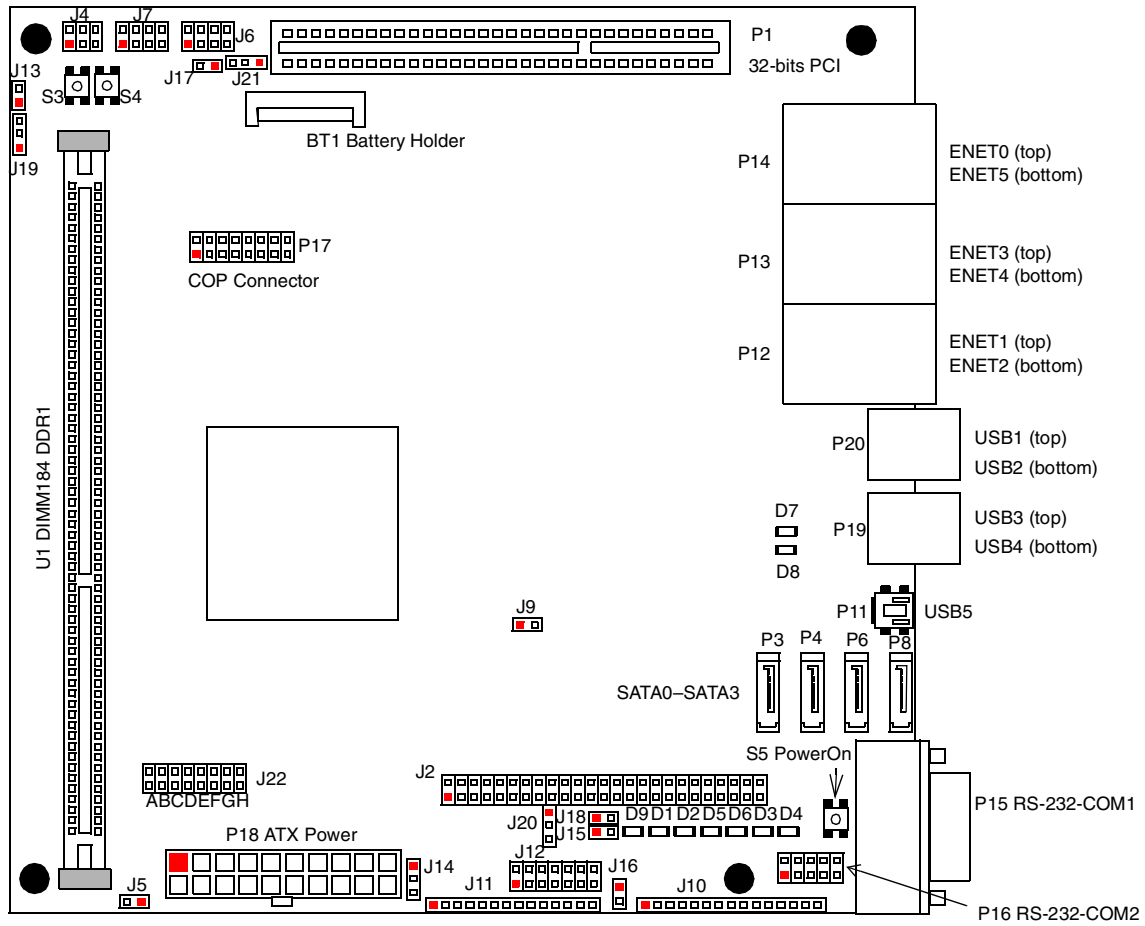 J4
J7
J6
P1
32-bits PCI
J17
J21
J13
S3
S4
BT1 Battery Holder
J19
P14
ENET0 (top)
ENET5 (bottom)
P17
COP Connector
P13
ENET3 (top)
ENET4 (bottom)
P12
ENET1 (top)
ENET2 (bottom)
U1 DIMM184 DDR1
P20
USB1 (top)
USB2 (bottom)
D7
P19
USB3 (top)
USB4 (bottom)
D8
J9
P11
USB5
P3
P4
P6
P8
SATA0–SATA3
S5 PowerOn
J22
ABCDEFGH
J2
P15 RS-232-COM1
J20
J18
J15
D9
D1
D2
D5
D6
D3
D4
P18 ATX Power
J14
J12
J16
J5
J11
J10
P16 RS-232-COM2